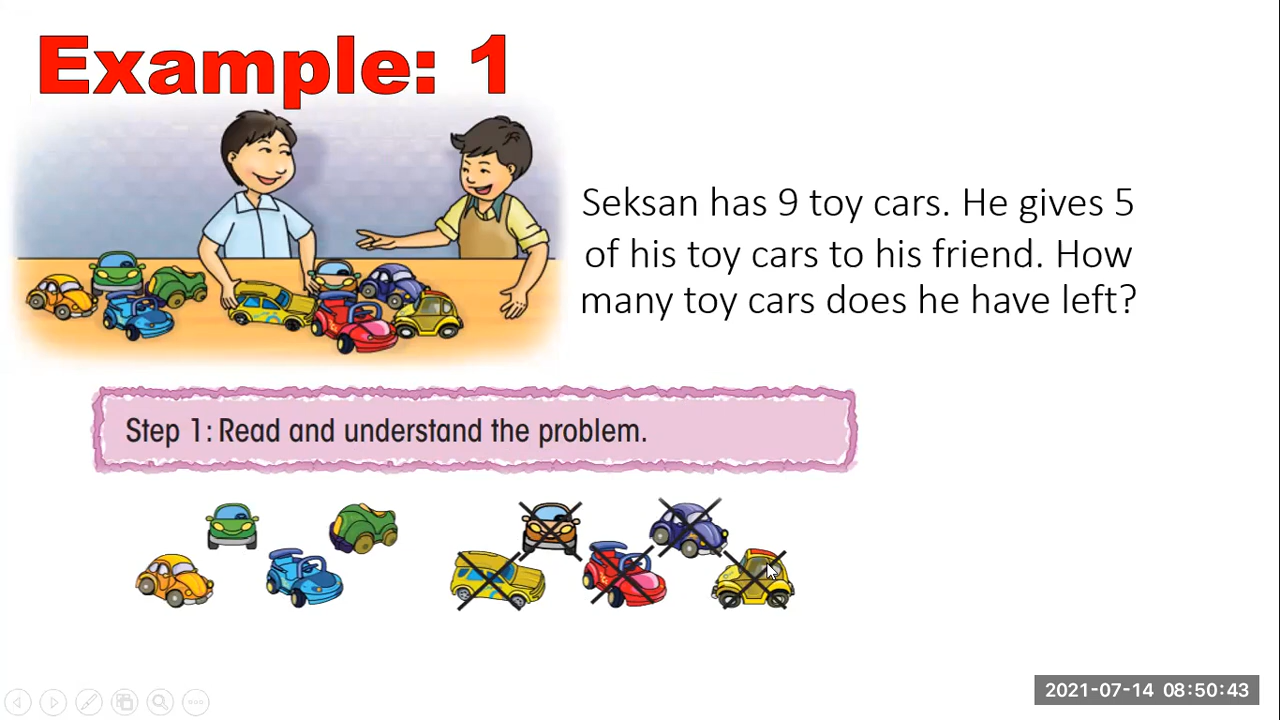 Example: 1
Seksan has 9 toy cars. He gives 5
of his toy cars to his friend. How
many toy cars does he have left?
Step 1: Read and understand the problem.
2021-07-14 08:50:43